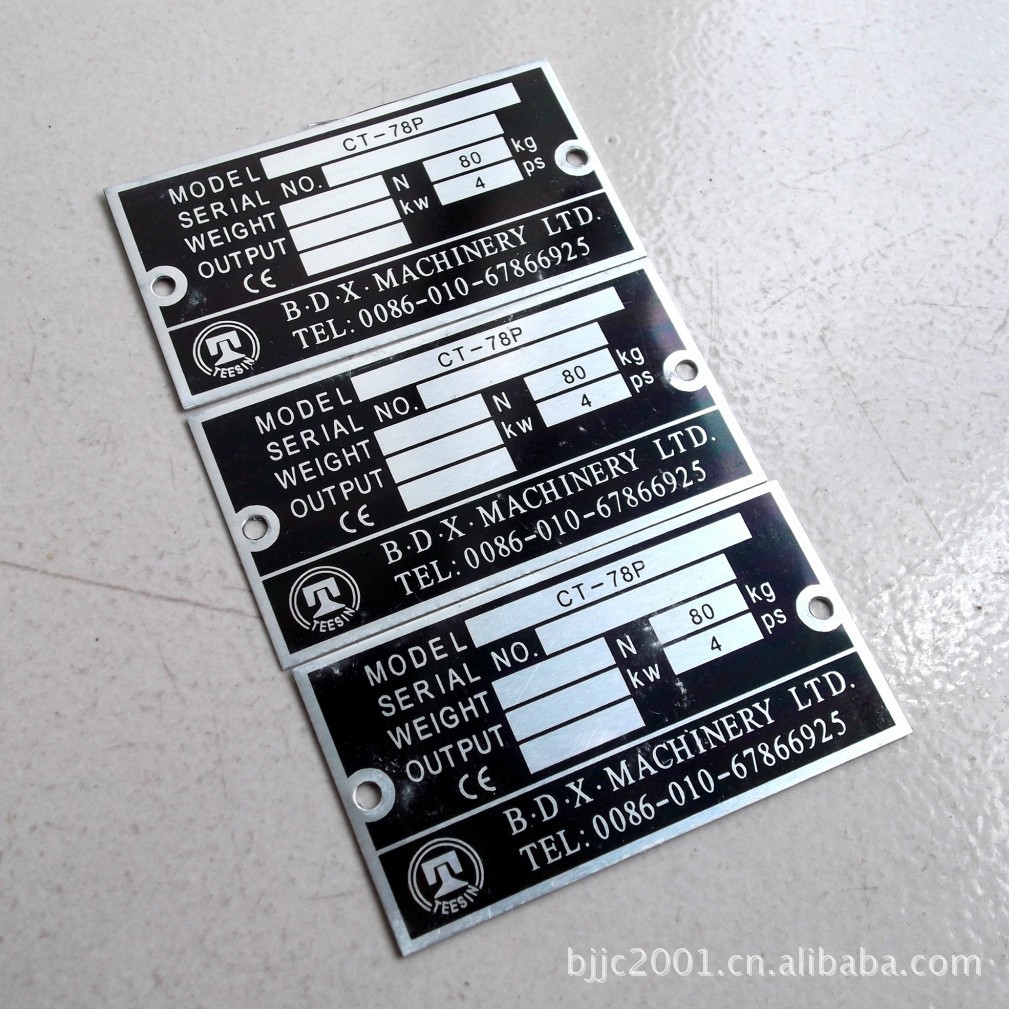 MODEL CT-78P
SERIAL NO.
WEIGHT N 80 kg
OUTPUT kw 4 ps
CE
B·D·X·MACHINERY LTD.
TEL: 0086-010-67866925
TEESIN
MODEL CT-78P
SERIAL NO.
WEIGHT N 80 kg
OUTPUT kw 4 ps
CE
B·D·X·MACHINERY LTD.
TEL: 0086-010-67866925
TEESIN
MODEL CT-78P
SERIAL NO.
WEIGHT N 80 kg
OUTPUT kw 4 ps
CE
B·D·X·MACHINERY LTD.
TEL: 0086-010-67866925
TEESIN
bjjc2001.cn.alibaba.com